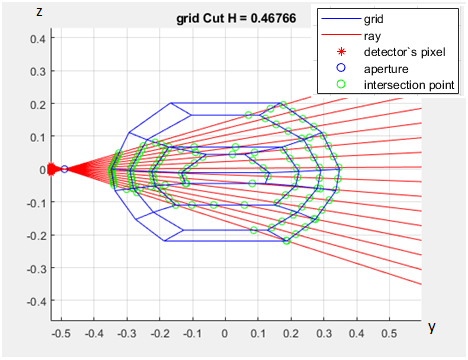 z
grid Cut H = 0.46766
grid
ray
detector`s pixel
aperture
intersection point
0.4
0.3
0.2
0.1
0
-0.1
-0.2
-0.3
-0.4
-0.5 -0.4 -0.3 -0.2 -0.1 0 0.1 0.2 0.3 0.4 0.5
y